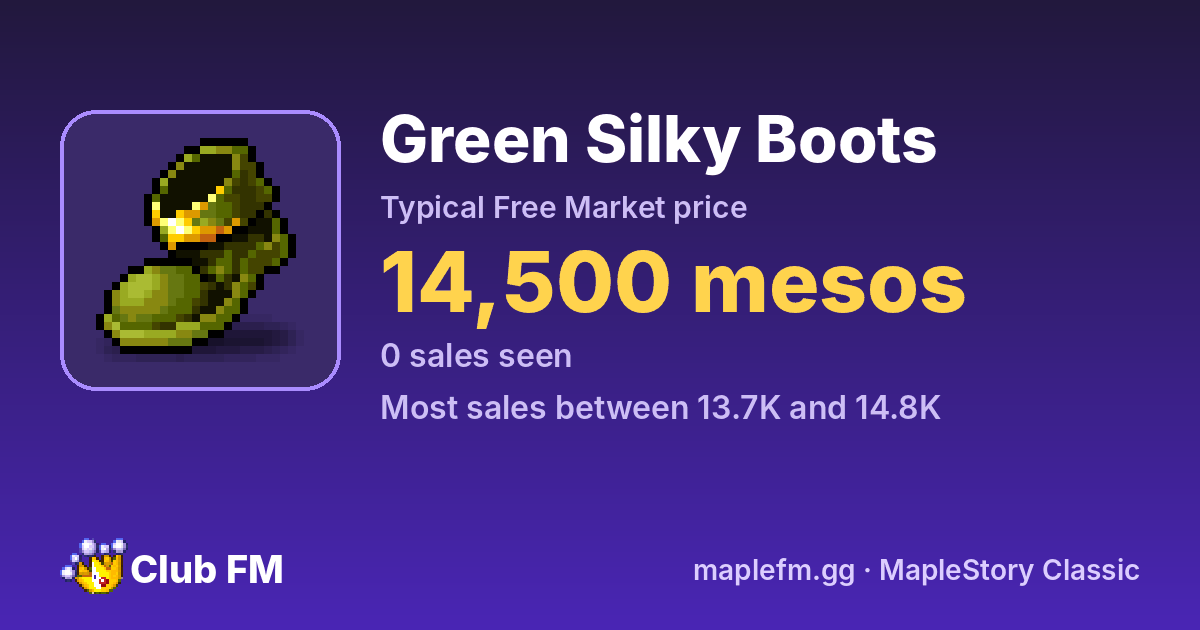 Green Silky Boots
Typical Free Market price
14,500 mesos
0 sales seen
Most sales between 13.7K and 14.8K
Club FM
maplefm.gg · MapleStory Classic